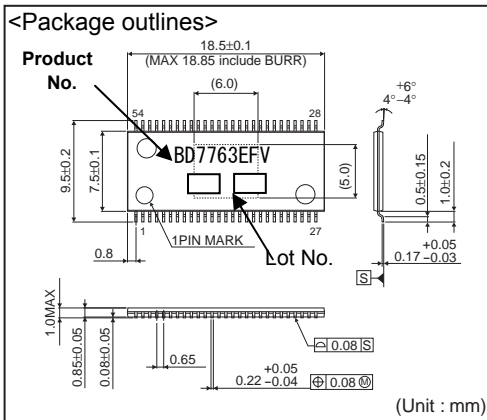 <Package outlines>
Product
No.
18.5±0.1
(MAX 18.85 include BURR)
(6.0)
54
28
BD7763EFV
9.5±0.2
7.5±0.1
(5.0)
1
27
1PIN MARK
Lot No.
0.8
+6°
4°−4°
0.5±0.15
1.0±0.2
+0.05
0.17−0.03
S
1.0MAX
0.85±0.05
0.08±0.05
0.65
0.08 S
+0.05
0.22−0.04
0.08 Ⓜ
(Unit : mm)